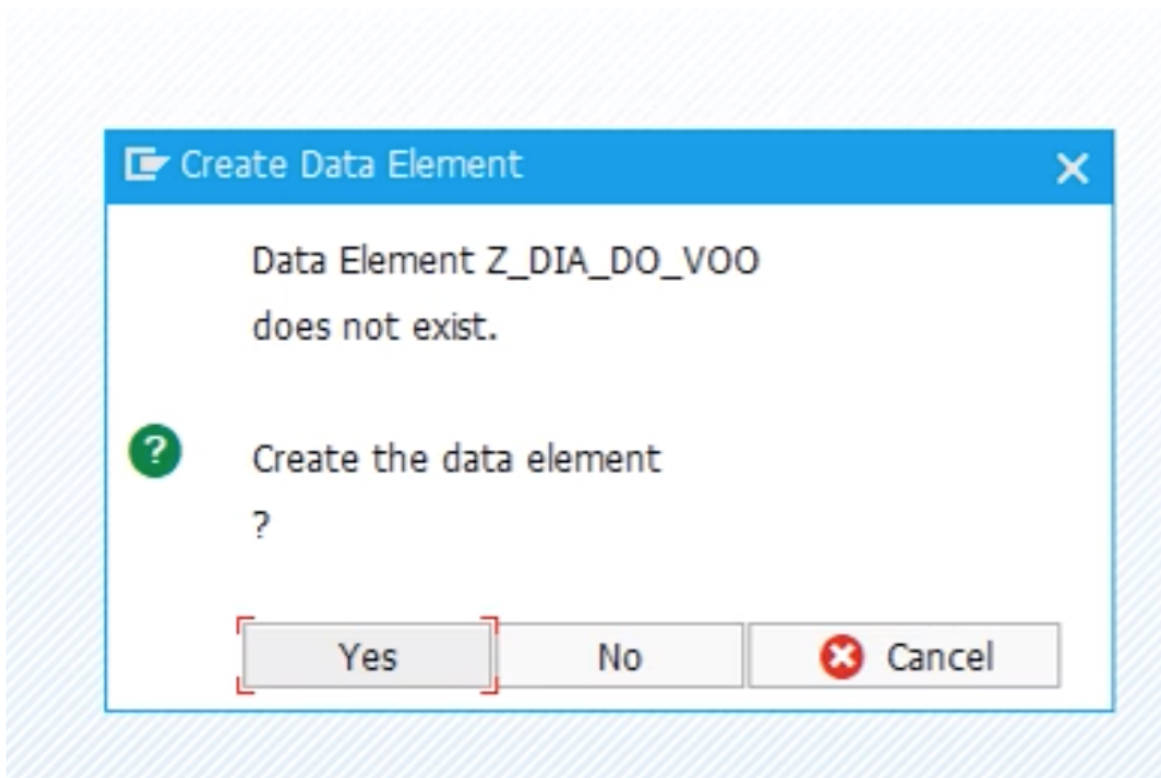 Create Data Element
Data Element Z_DIA_DO_VOO
does not exist.
Create the data element
?
Yes No Cancel